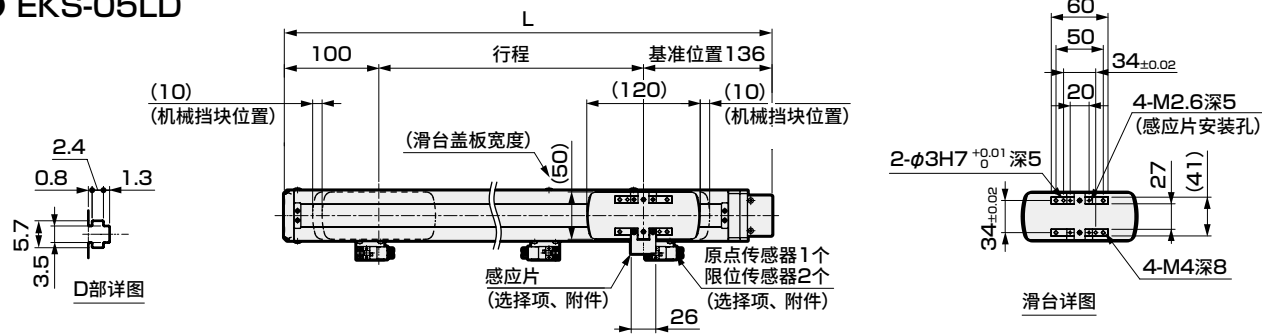 EKS-05LD
L
100
行程
基准位置136
(10)
(机械挡块位置)
(120)
(10)
(机械挡块位置)
(滑台盖板宽度)
(50)
2.4
0.8
1.3
5.7
3.5
D部详图
感应片
(选择项、附件)
原点传感器1个
限位传感器2个
(选择项、附件)
26
60
50
34±0.02
20
4-M2.6深5
(感应片安装孔)
2-φ3H7 +0.01 0 深5
34±0.02
27
(41)
4-M4深8
滑台详图